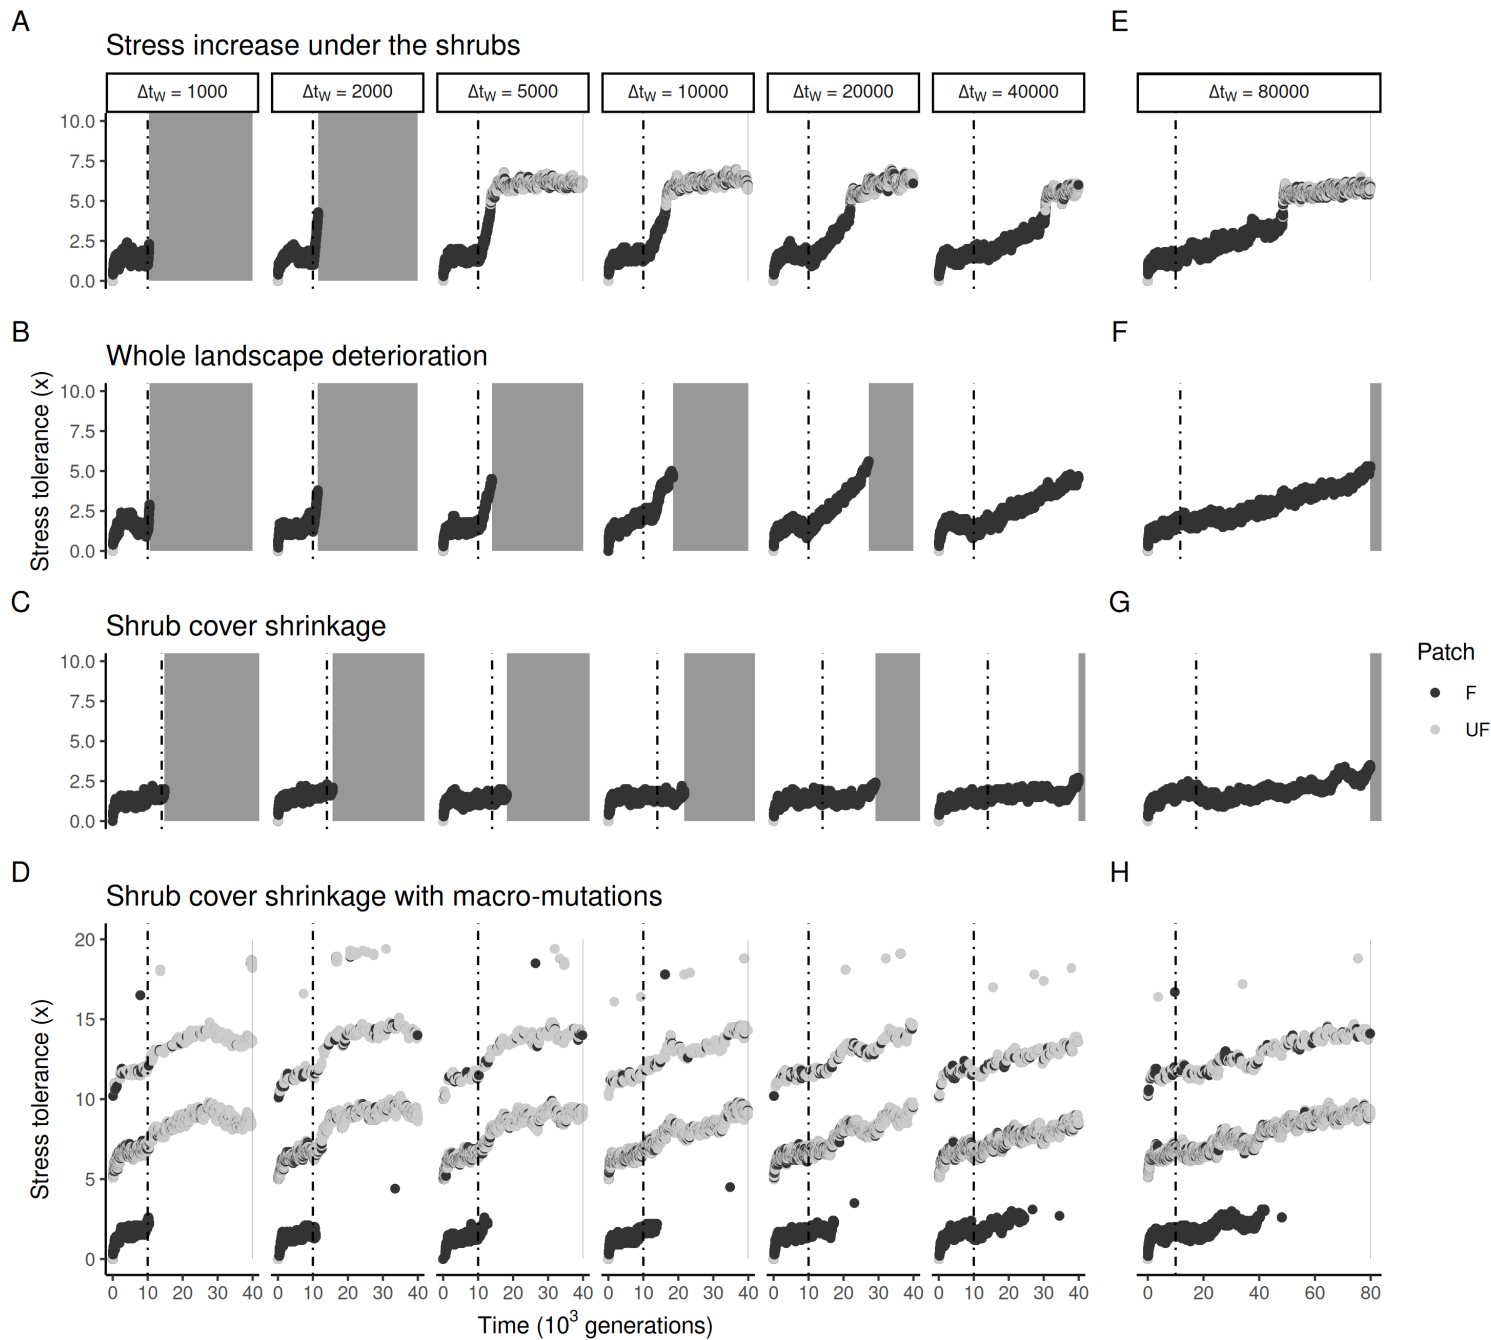 A
E
Stress increase under the shrubs
Δt_W = 1000
Δt_W = 2000
Δt_W = 5000
Δt_W = 10000
Δt_W = 20000
Δt_W = 40000
Δt_W = 80000
10.0
7.5
5.0
2.5
0.0
B
F
Whole landscape deterioration
10.0
7.5
5.0
2.5
0.0
Stress tolerance (x)
C
G
Shrub cover shrinkage
10.0
7.5
5.0
2.5
0.0
Patch
F
UF
D
H
Shrub cover shrinkage with macro-mutations
20
15
10
5
0
Stress tolerance (x)
0 10 20 30 40
0 10 20 30 40
0 10 20 30 40
0 10 20 30 40
0 10 20 30 40
0 10 20 30 40
0 20 40 60 80
Time (10³ generations)